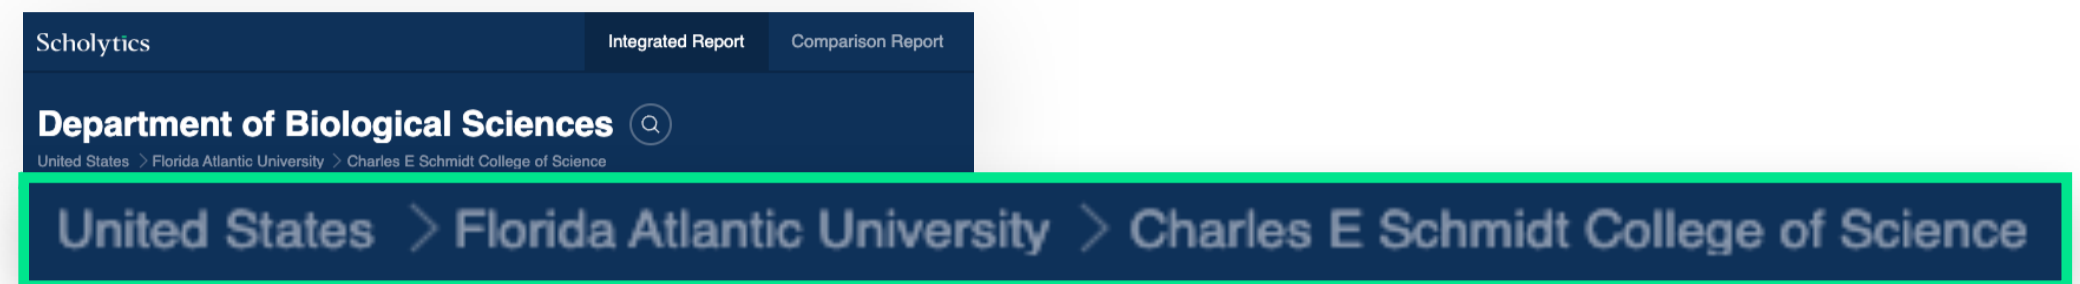 Scholytics
Integrated Report
Comparison Report
Department of Biological Sciences
United States > Florida Atlantic University > Charles E Schmidt College of Science
United States > Florida Atlantic University > Charles E Schmidt College of Science